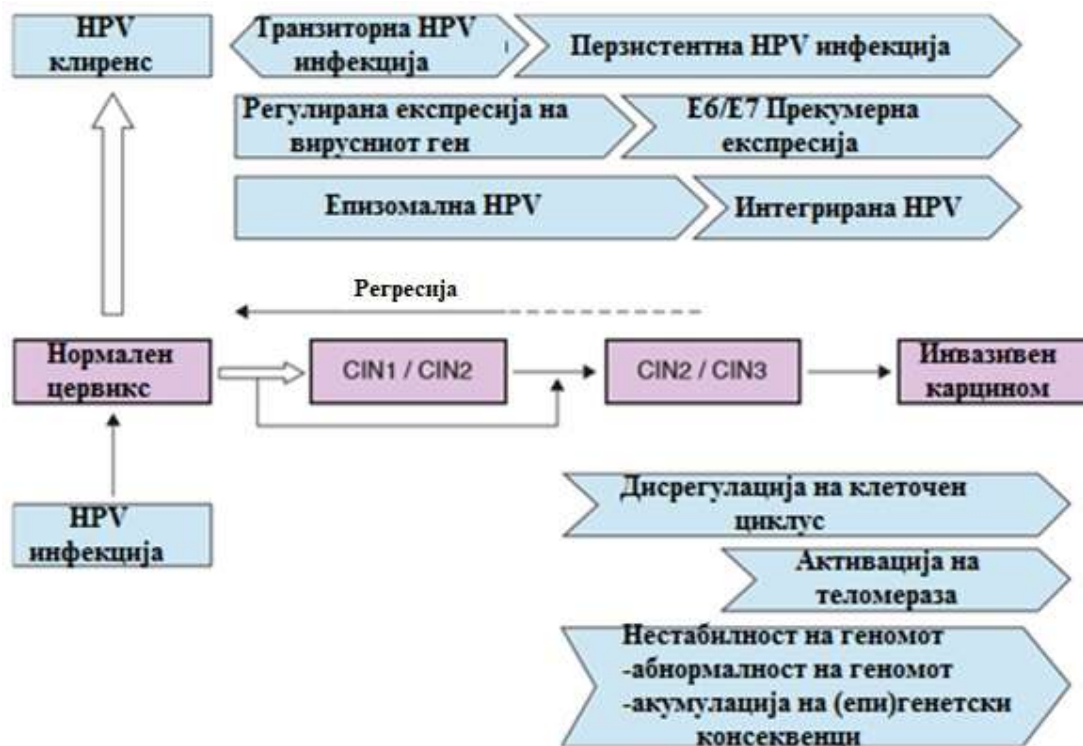 HPV
клиренс
Транзиторна HPV
инфекција
Перзистентна HPV инфекција
Регулирана експресија на
вирусниот ген
E6/E7 Прекумерна
експресија
Епизомална HPV
Интегрирана HPV
Регресија
Нормален
цервикс
CIN1 / CIN2
CIN2 / CIN3
Инвазивен
карцином
HPV
инфекција
Дисрегулација на клеточен
циклус
Активација на
теломераза
Нестабилност на геномот
-абнормалност на геномот
-акумулација на (епи)генетски
консеквенци